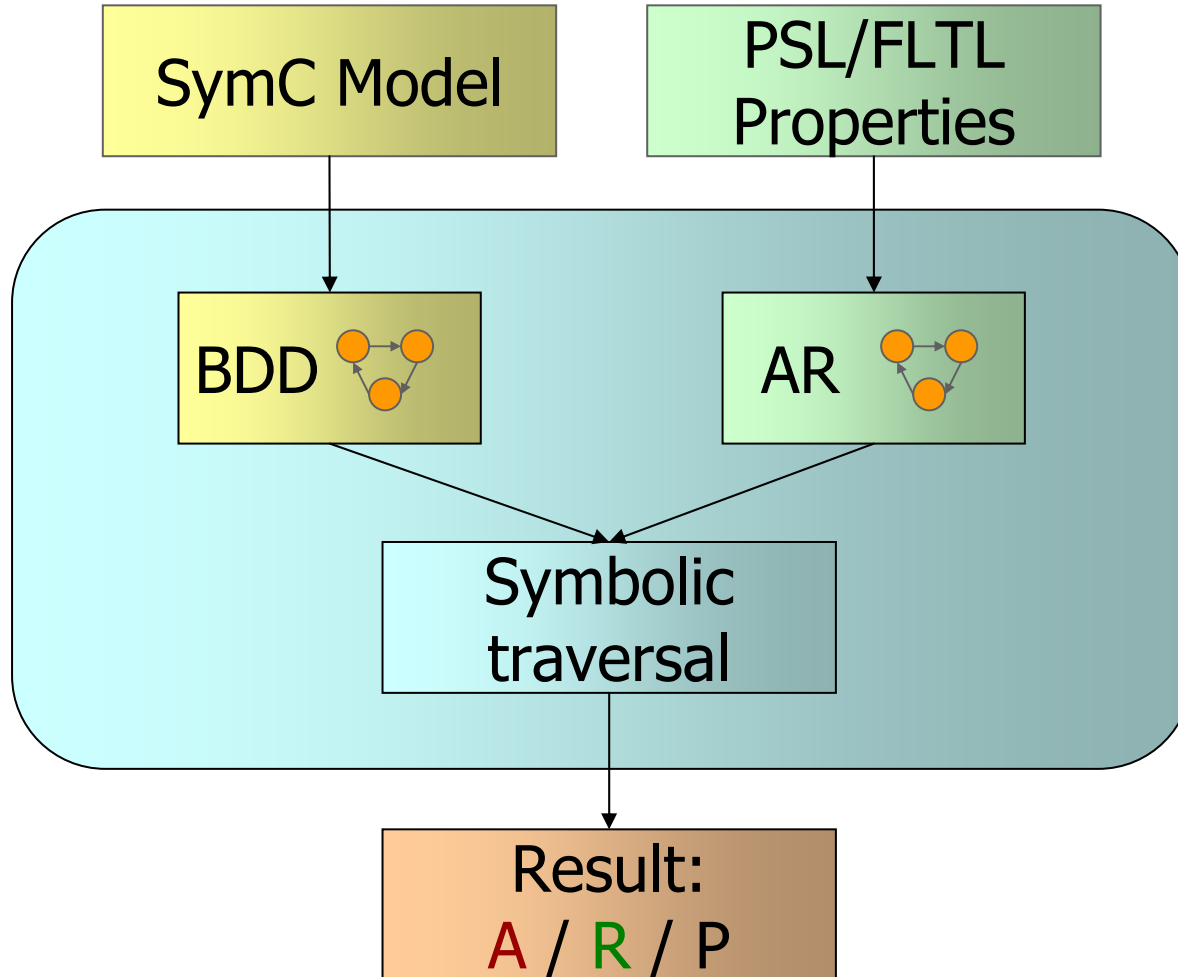 SymC Model
PSL/FLTL
Properties
BDD
AR
Symbolic
traversal
Result:
A / R / P